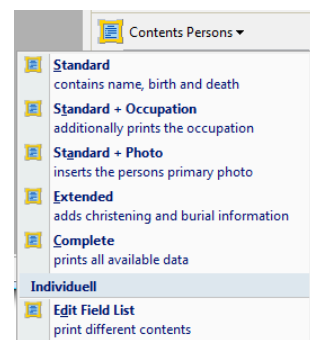 Contents Persons
Standard
contains name, birth and death
Standard + Occupation
additionally prints the occupation
Standard + Photo
inserts the persons primary photo
Extended
adds christening and burial information
Complete
prints all available data
Individuell
Edit Field List
print different contents